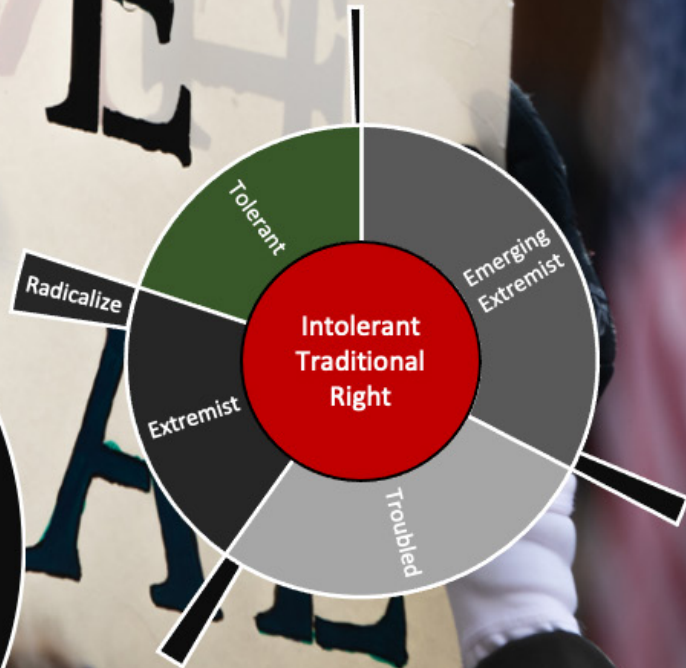 E
Tolerant
Emerging
Extremist
Radicalize
Intolerant
Traditional
Right
Extremist
Troubled